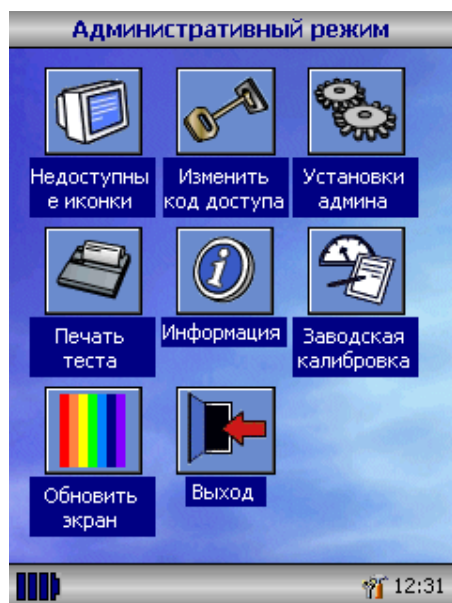 Административный режим
Недоступны
е иконки
Изменить
код доступа
Установки
админа
Печать
теста
Информация
Заводская
калибровка
Обновить
экран
Выход
12:31